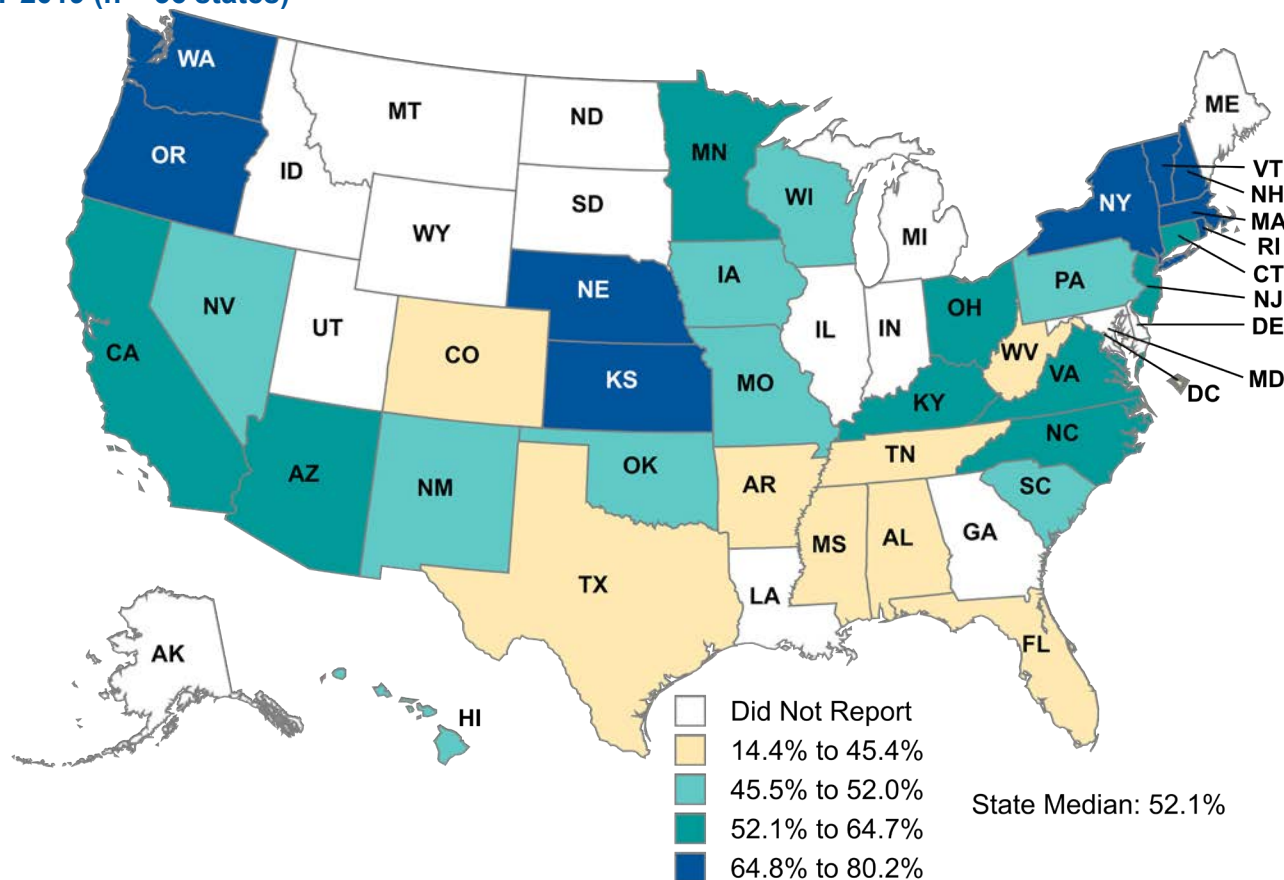 WA
MT
ND
ME
OR
ID
MN
VT
NH
SD
WI
NY
MA
WY
MI
RI
CT
NE
IA
PA
NJ
NV
OH
DE
UT
IL
IN
CA
CO
WV
MD
KS
MO
VA
DC
KY
NC
AZ
NM
OK
TN
AR
SC
MS
AL
GA
TX
LA
AK
FL
HI
Did Not Report
14.4% to 45.4%
45.5% to 52.0%
State Median: 52.1%
52.1% to 64.7%
64.8% to 80.2%